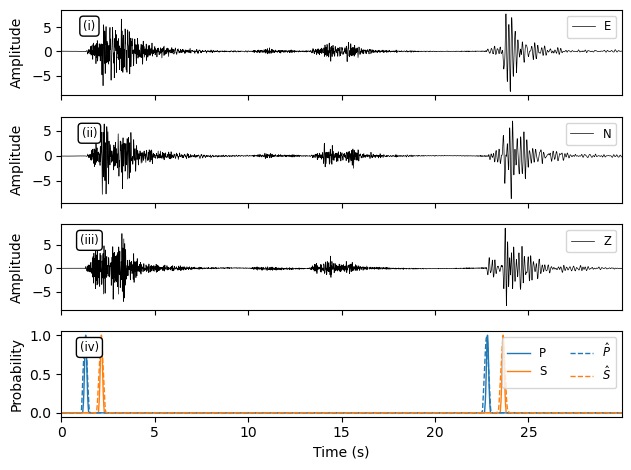 (i)
E
Amplitude
5
0
−5
(ii)
N
Amplitude
5
0
−5
(iii)
Z
Amplitude
5
0
−5
(iv)
P
S
P̂
Ŝ
Probability
1.0
0.5
0.0
0 5 10 15 20 25
Time (s)